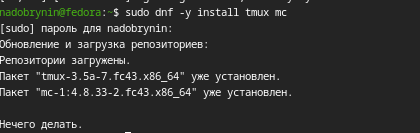 nadobrynin@fedora:~$ sudo dnf -y install tmux mc
[sudo] пароль для nadobrynin:
Обновление и загрузка репозиториев:
Репозитории загружены.
Пакет "tmux-3.5a-7.fc43.x86_64" уже установлен.
Пакет "mc-1:4.8.33-2.fc43.x86_64" уже установлен.
Нечего делать.